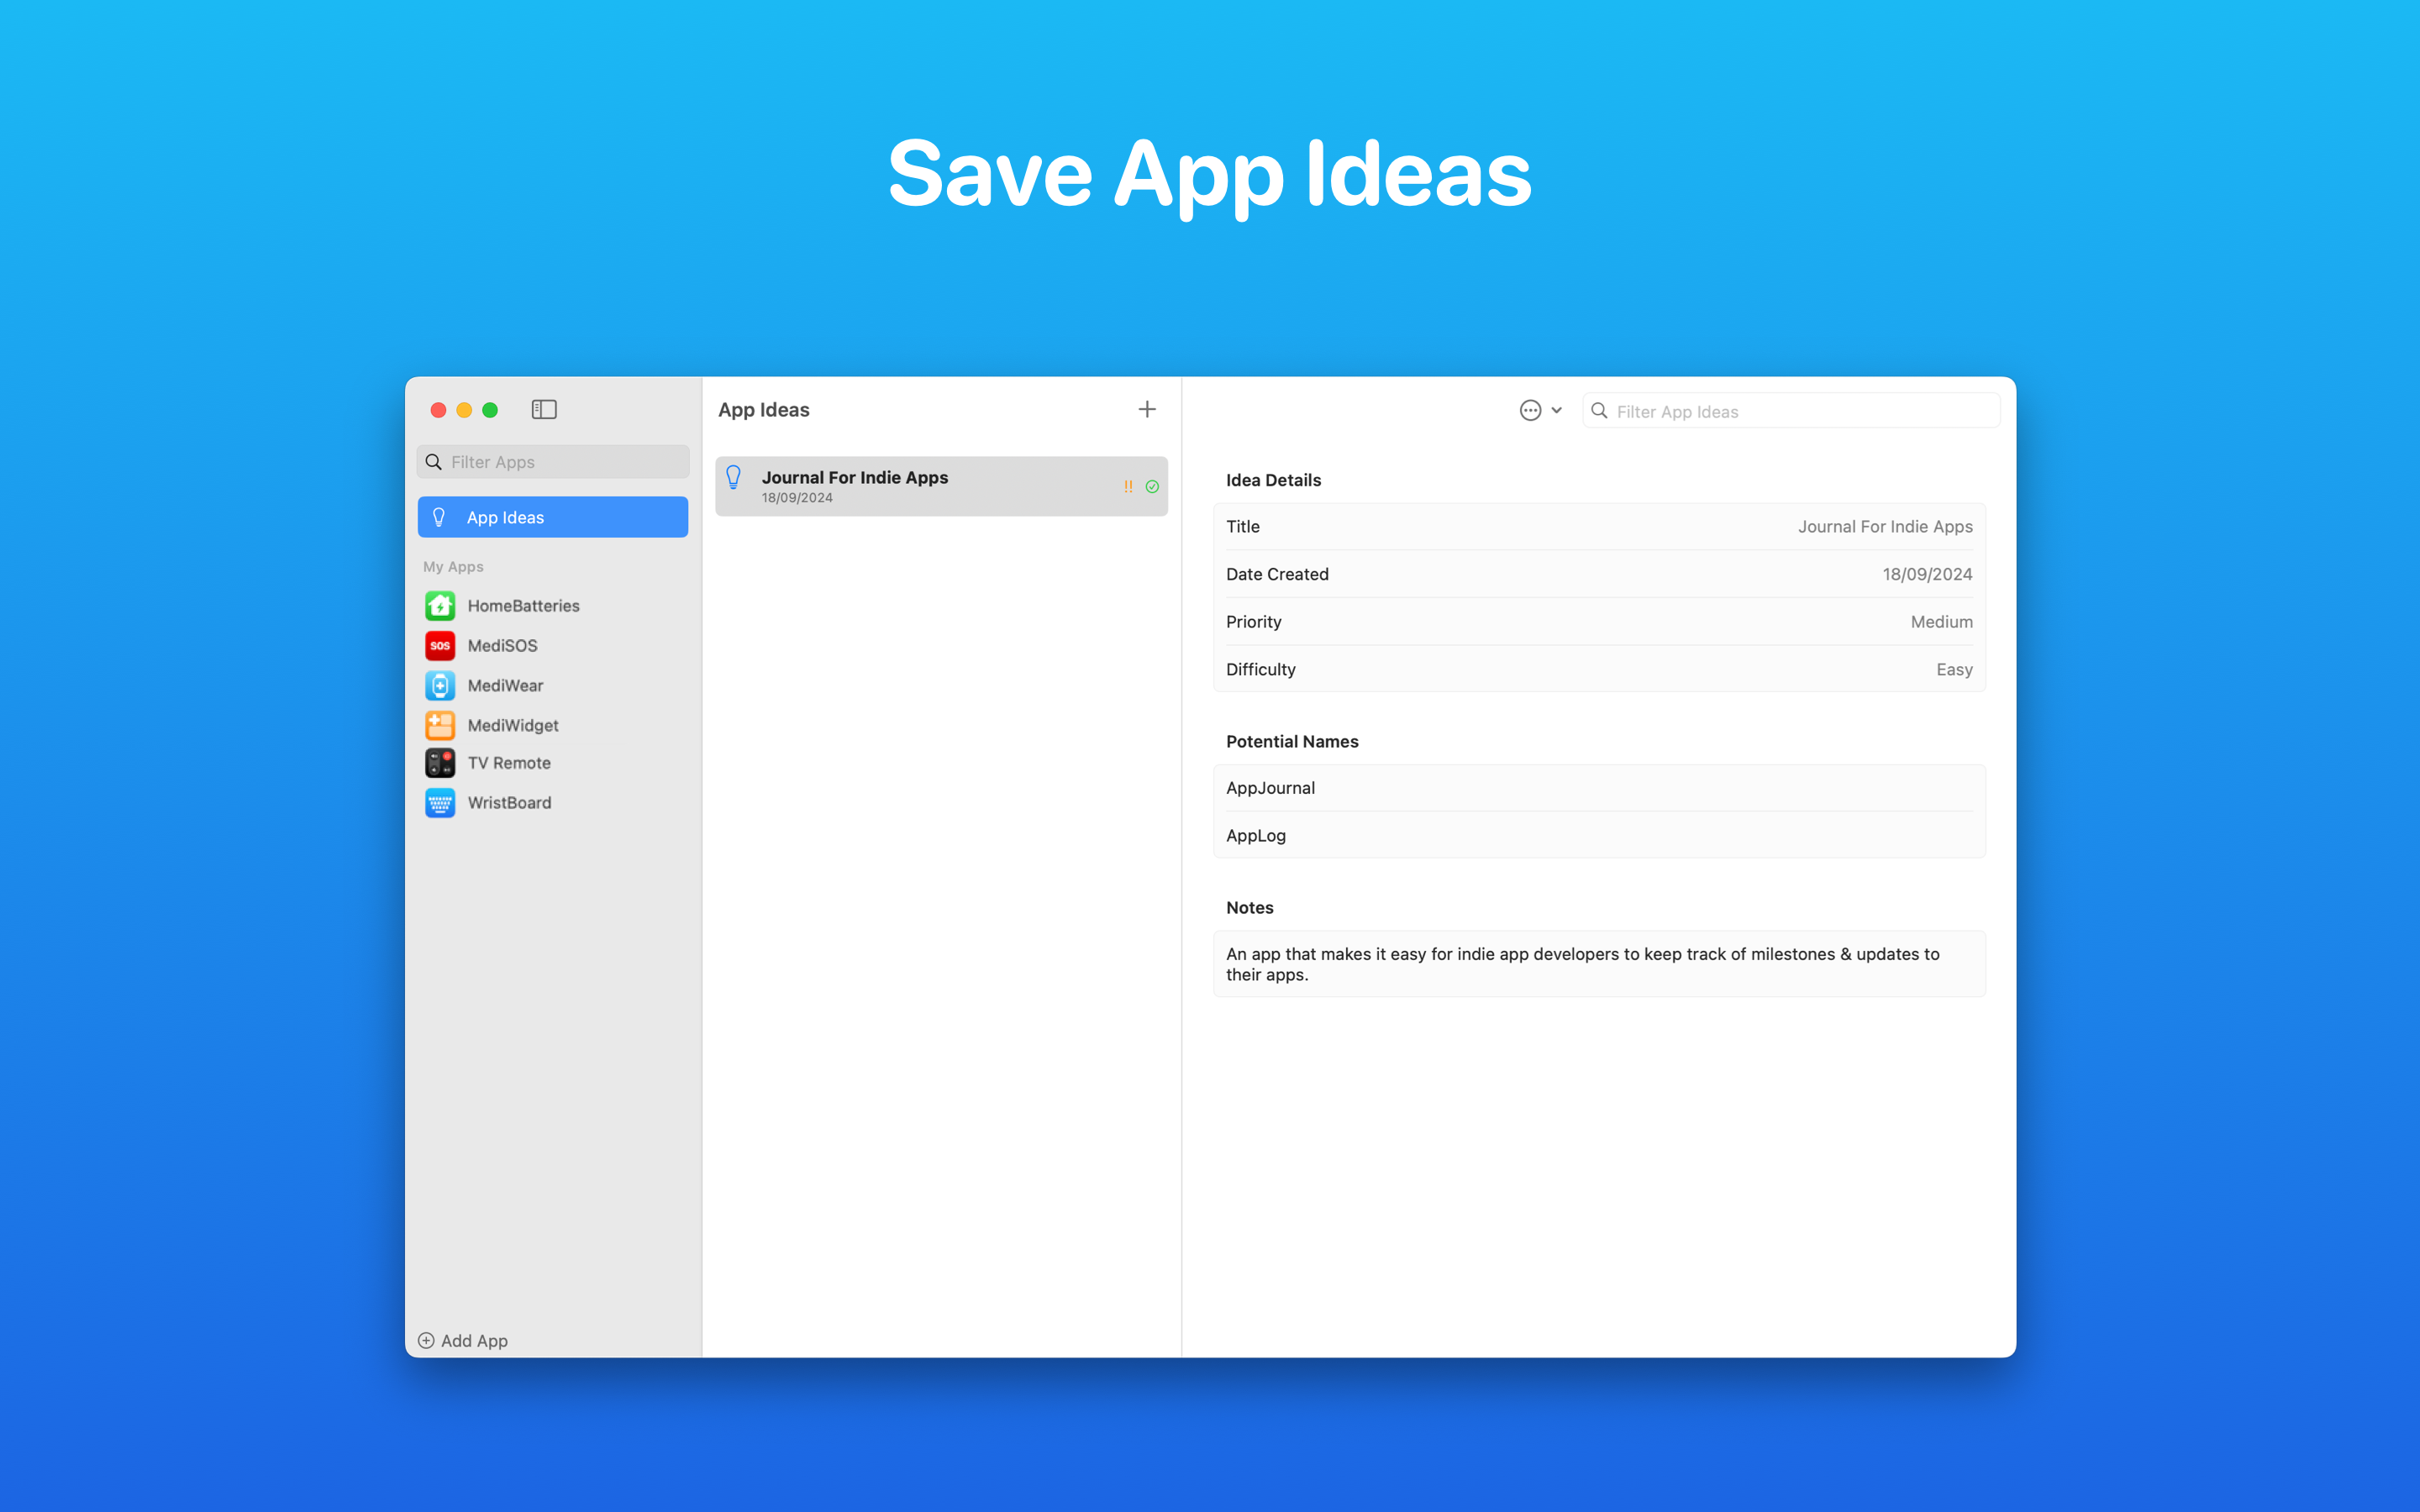 Save App Ideas
Filter Apps
App Ideas
My Apps
HomeBatteries
SOS
MediSOS
MediWear
MediWidget
TV Remote
WristBoard
Add App
App Ideas
Journal For Indie Apps
18/09/2024
!!
Filter App Ideas
Idea Details
Title Journal For Indie Apps
Date Created 18/09/2024
Priority Medium
Difficulty Easy
Potential Names
AppJournal
AppLog
Notes
An app that makes it easy for indie app developers to keep track of milestones & updates to
their apps.